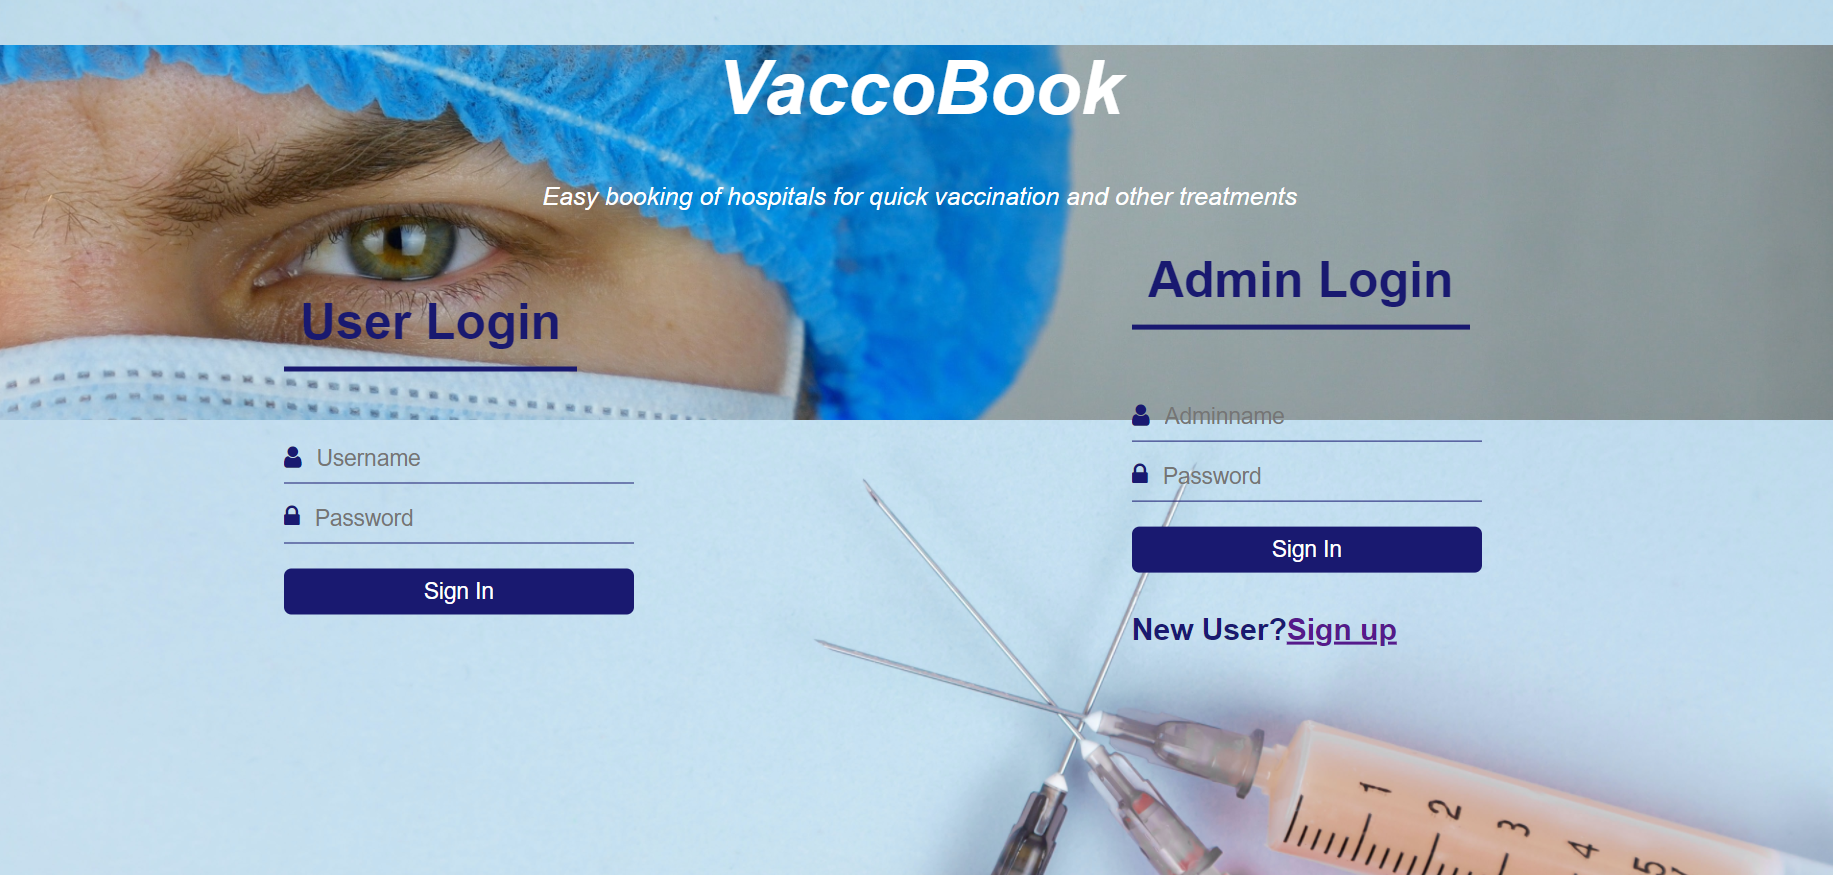 VaccoBook
Easy booking of hospitals for quick vaccination and other treatments
User Login
Username
Password
Sign In
Admin Login
Adminname
Password
Sign In
New User?Sign up
1 2 3 4 5